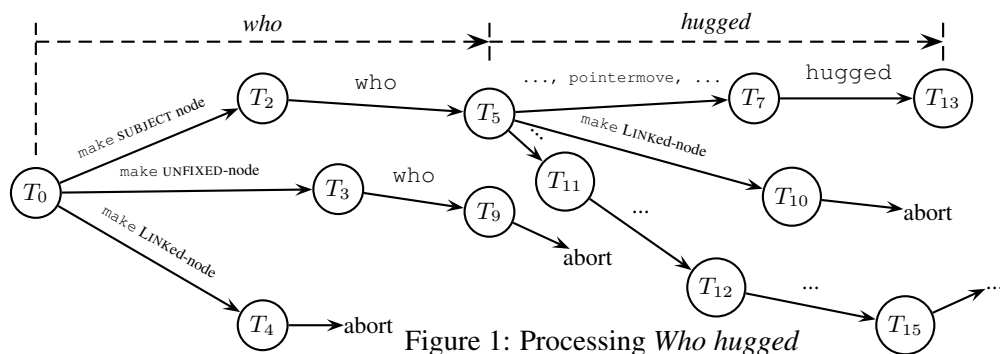 who hugged
make SUBJECT node
T2
who
T5
..., pointermove, ...
T7
hugged
T13
T0
make UNFIXED-node
T3
who
T9
abort
make LINKed-node
T4
abort
...
T11
make LINKed-node
T10
abort
...
T12
...
T15
...
Figure 1: Processing Who hugged